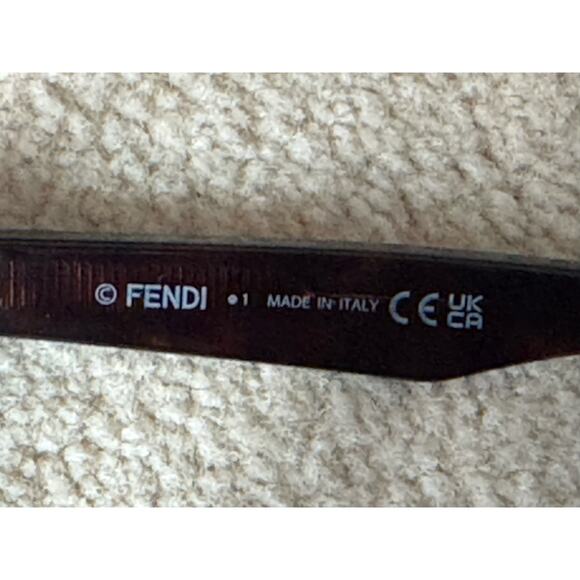 © FENDI •1 MADE IN ITALY CE UK
CA